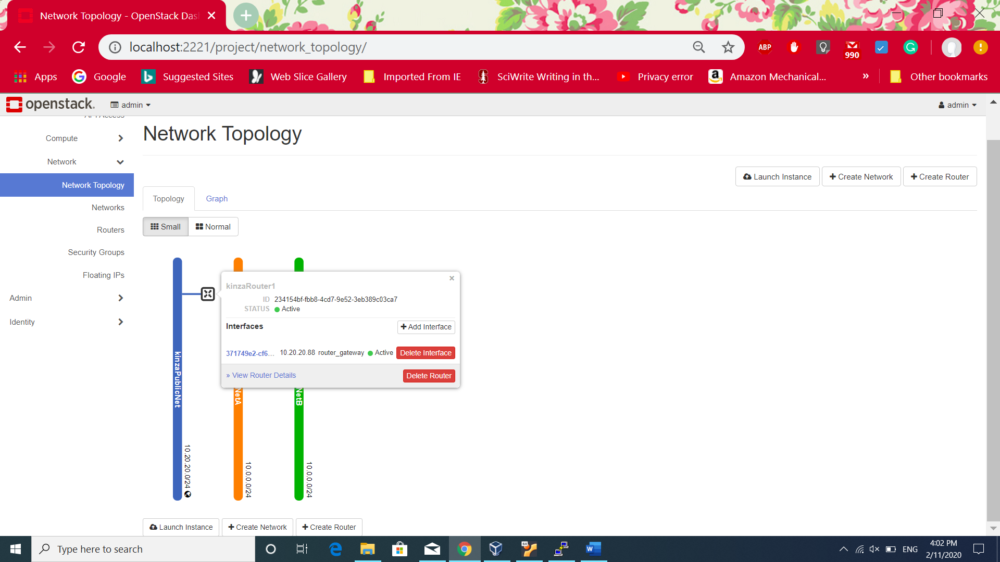 Network Topology - OpenStack Das
localhost:2221/project/network_topology/
ABP
990
Apps
Google
Suggested Sites
Web Slice Gallery
Imported From IE
SciWrite Writing in th...
Privacy error
Amazon Mechanical...
»
Other bookmarks
openstack.
admin
admin
API Access
Compute
Network
Network Topology
Networks
Routers
Security Groups
Floating IPs
Admin
Identity
Network Topology
Launch Instance
Create Network
Create Router
Topology
Graph
Small
Normal
kinzaRouter1
ID 234154bf-fbb8-4cd7-9e52-3eb389c03ca7
STATUS Active
Interfaces
Add Interface
371749e2-cf6... 10.20.20.88 router_gateway Active Delete Interface
» View Router Details
Delete Router
kinzaPublicNet
10.20.20.0/24
NetA
10.0.0.0/24
NetB
10.0.0.0/24
Launch Instance
Create Network
Create Router
Type here to search
64
ENG
4:02 PM
2/11/2020